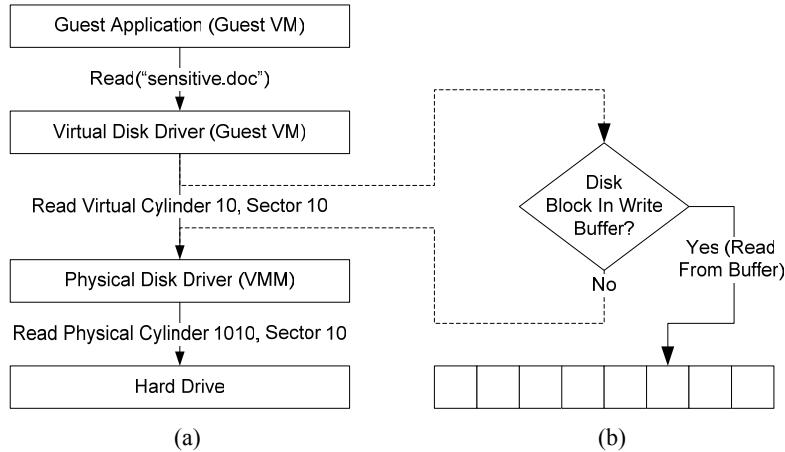 Guest Application (Guest VM)
Read(“sensitive.doc”)
Virtual Disk Driver (Guest VM)
Read Virtual Cylinder 10, Sector 10
Physical Disk Driver (VMM)
Read Physical Cylinder 1010, Sector 10
Hard Drive
(a)
Disk
Block In Write
Buffer?
Yes (Read
From Buffer)
No
(b)